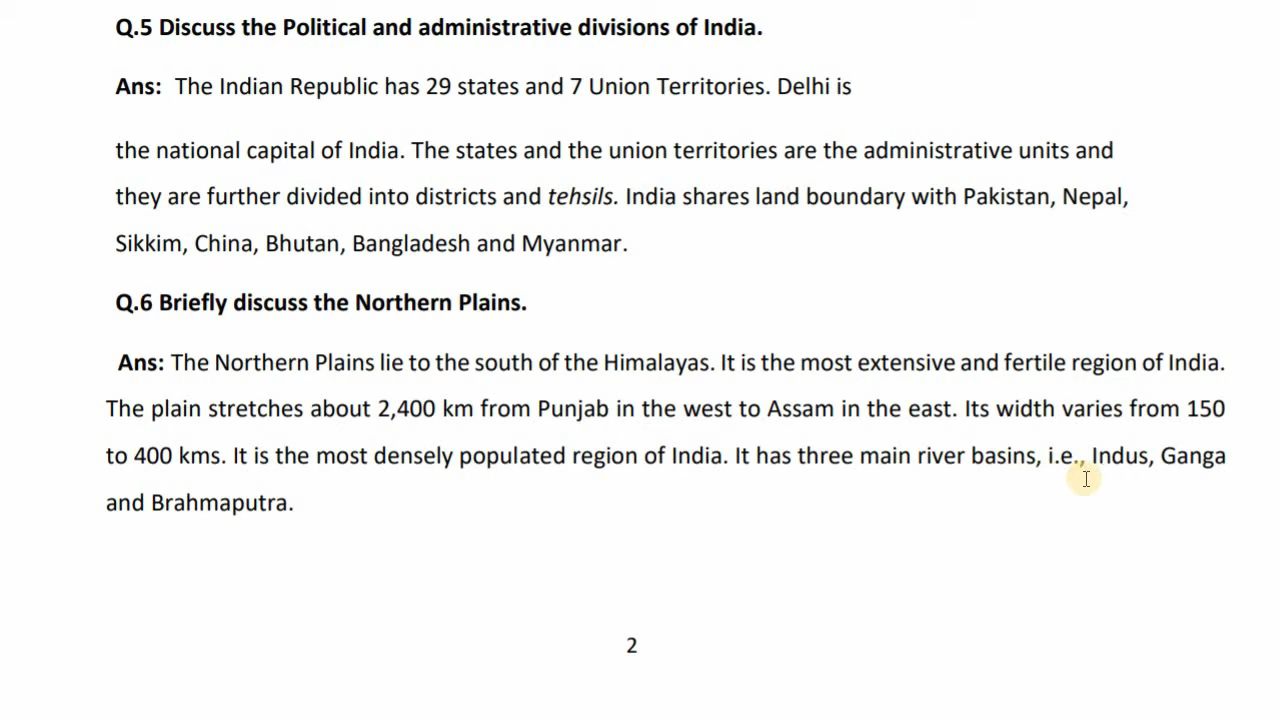 Q.5 Discuss the Political and administrative divisions of India.
Ans: The Indian Republic has 29 states and 7 Union Territories. Delhi is
the national capital of India. The states and the union territories are the administrative units and
they are further divided into districts and tehsils. India shares land boundary with Pakistan, Nepal,
Sikkim, China, Bhutan, Bangladesh and Myanmar.
Q.6 Briefly discuss the Northern Plains.
Ans: The Northern Plains lie to the south of the Himalayas. It is the most extensive and fertile region of India.
The plain stretches about 2,400 km from Punjab in the west to Assam in the east. Its width varies from 150
to 400 kms. It is the most densely populated region of India. It has three main river basins, i.e., Indus, Ganga
and Brahmaputra.
2